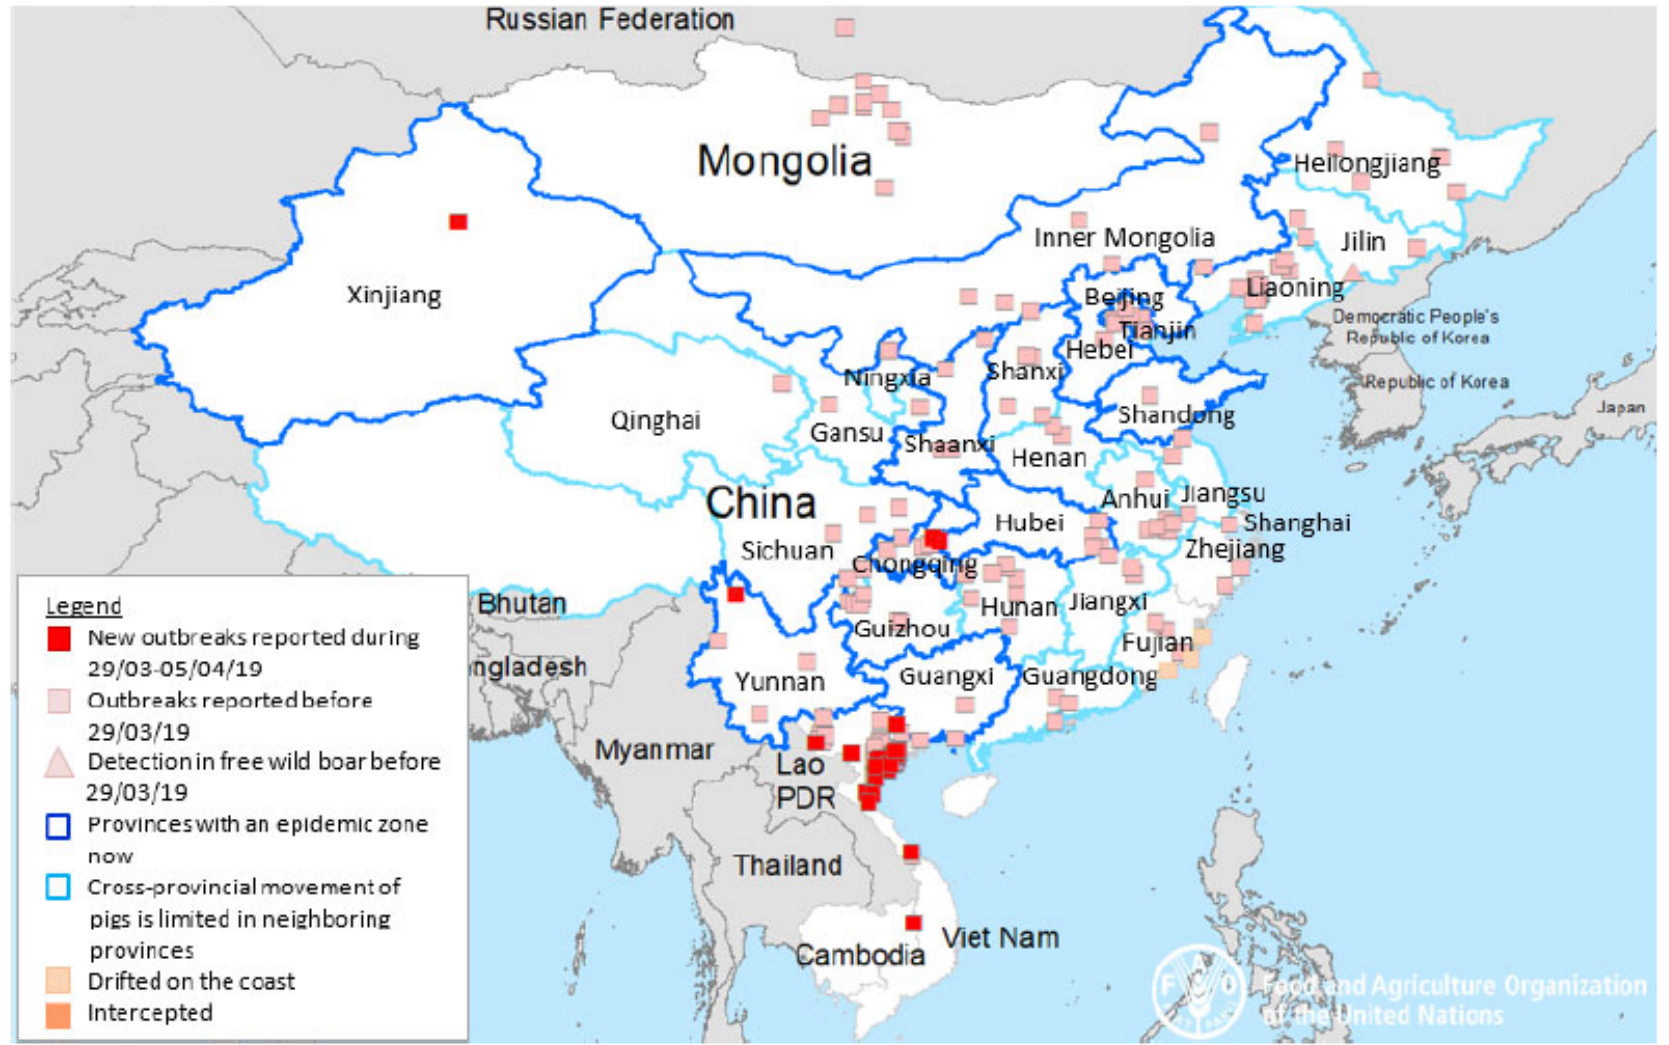 Russian Federation
Mongolia
Heilongjiang
Inner Mongolia
Jilin
Xinjiang
Beijing
Liaoning
Tianjin
Democratic People's
Republic of Korea
Hebei
Shanxi
Ningxia
Republic of Korea
Japan
Qinghai
Gansu
Shandong
Shaanxi
Henan
China
Anhui
Jiangsu
Hubei
Shanghai
Sichuan
Zhejiang
Chongqing
Bhutan
Hunan
Jiangxi
Guizhou
Fujian
ngladesh
Yunnan
Guangxi
Guangdong
Myanmar
Lao
PDR
Thailand
Viet Nam
Cambodia
Legend
New outbreaks reported during
29/03-05/04/19
Outbreaks reported before
29/03/19
Detection in free wild boar before
29/03/19
Provinces with an epidemic zone
now
Cross-provincial movement of
pigs is limited in neighboring
provinces
Drifted on the coast
Intercepted
F A O
FIAT PANIS
Food and Agriculture Organization
of the United Nations